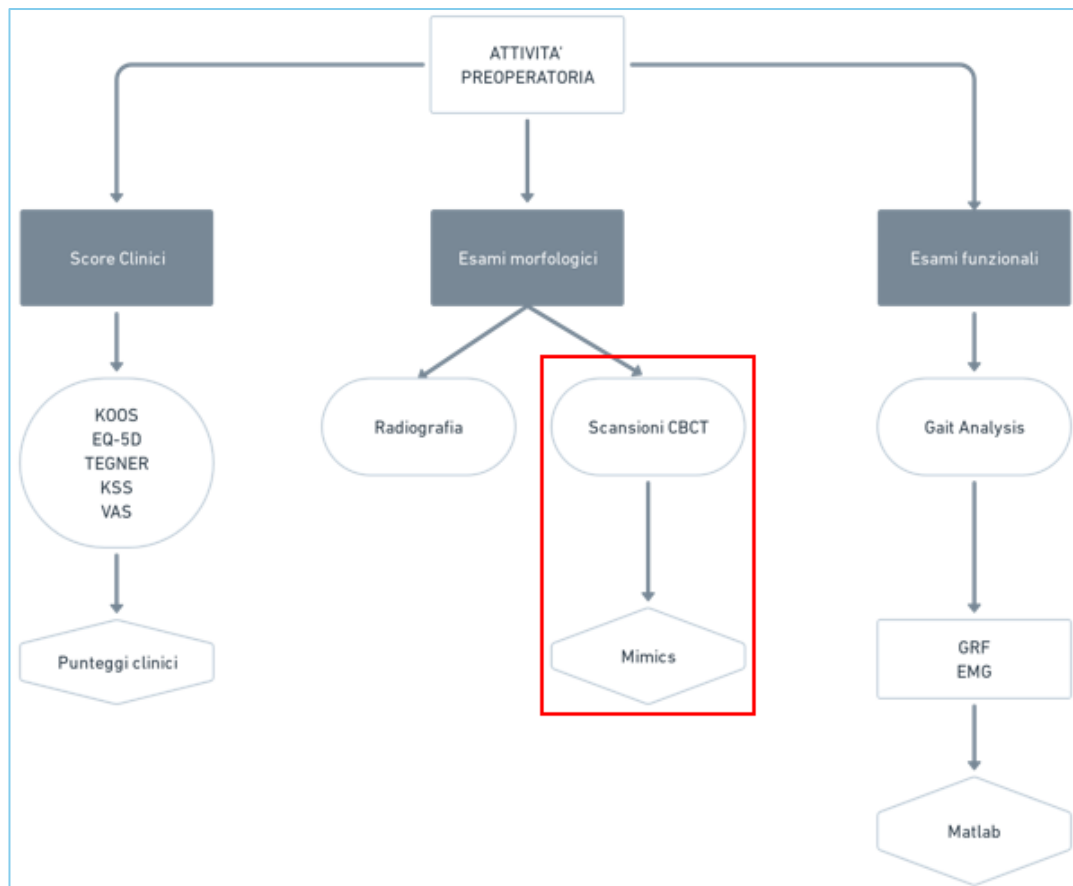 ATTIVITA'
PREOPERATORIA
Score Clinici
Esami morfologici
Esami funzionali
KOOS
EQ-5D
TEGNER
KSS
VAS
Radiografia
Scansioni CBCT
Gait Analysis
Punteggi clinici
Mimics
GRF
EMG
Matlab